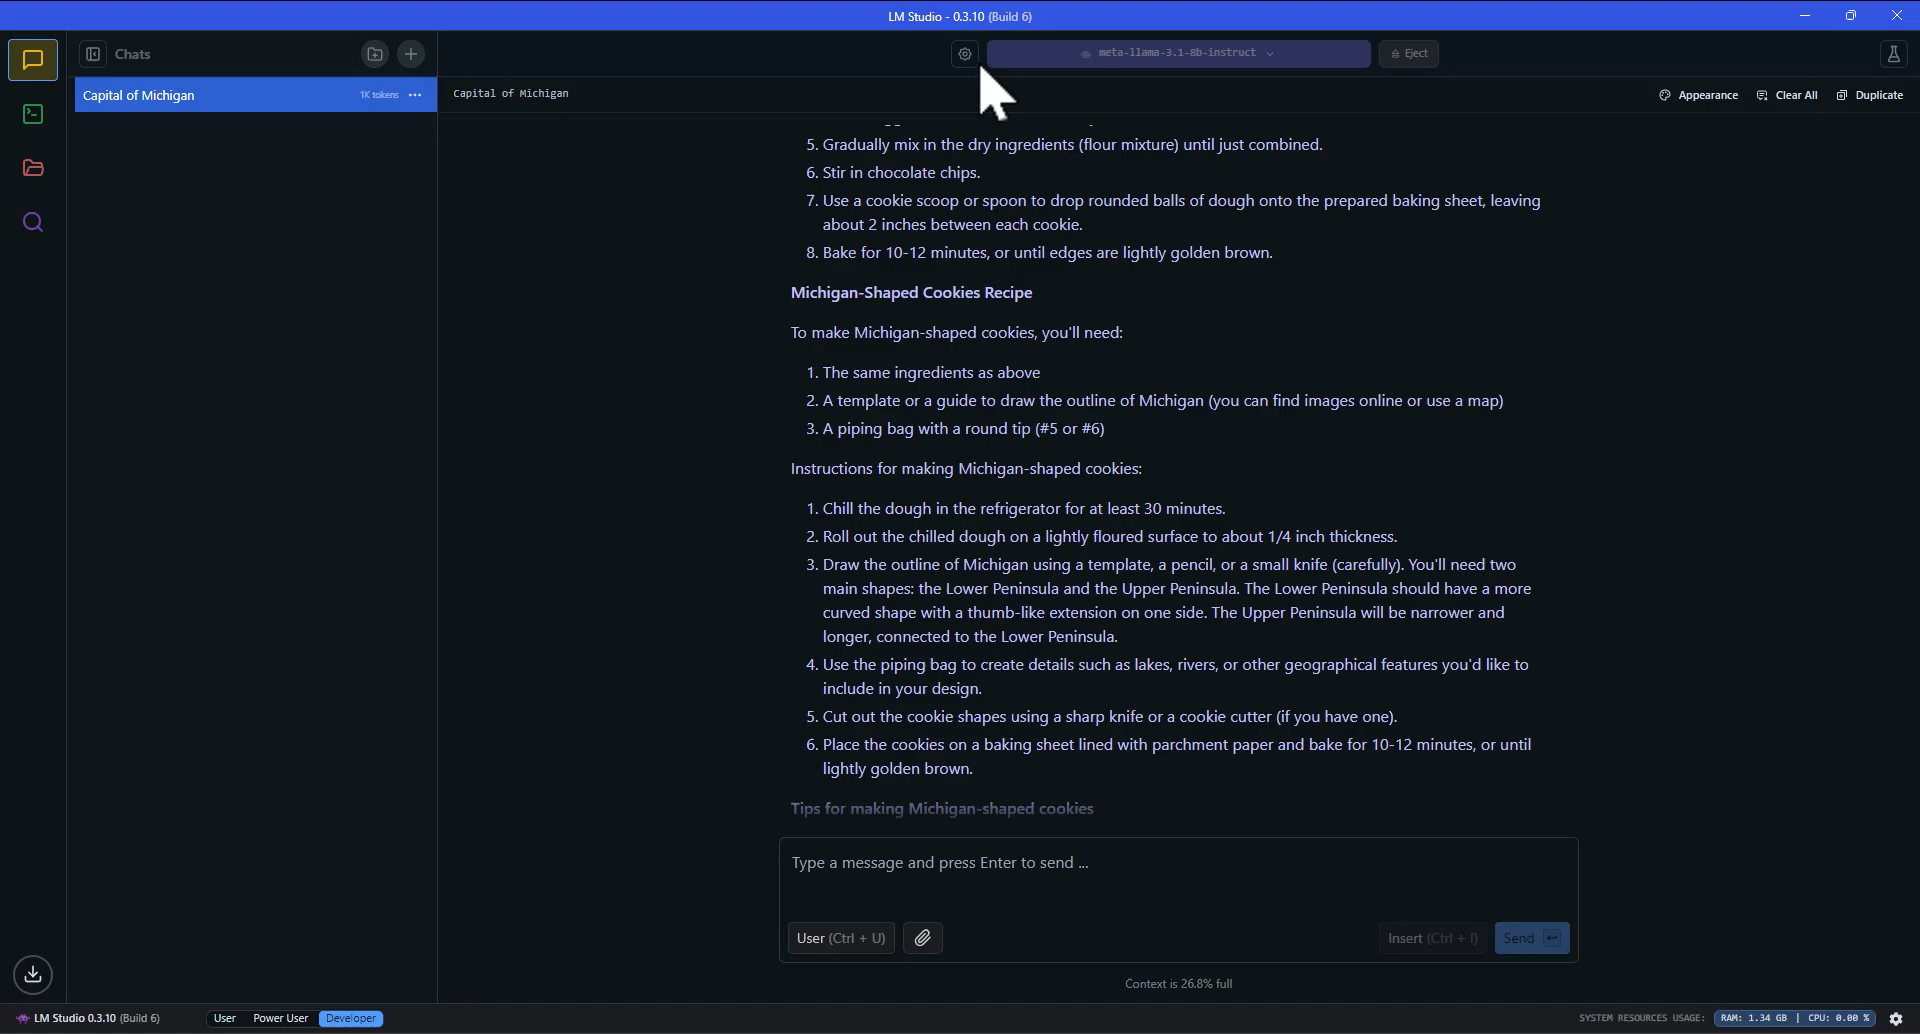 LM Studio - 0.3.10 (Build 6)
Chats
meta-llama-3.1-8b-instruct
Eject
Capital of Michigan
1K tokens
Capital of Michigan
Appearance
Clear All
Duplicate
5. Gradually mix in the dry ingredients (flour mixture) until just combined.
6. Stir in chocolate chips.
7. Use a cookie scoop or spoon to drop rounded balls of dough onto the prepared baking sheet, leaving
about 2 inches between each cookie.
8. Bake for 10-12 minutes, or until edges are lightly golden brown.
Michigan-Shaped Cookies Recipe
To make Michigan-shaped cookies, you'll need:
1. The same ingredients as above
2. A template or a guide to draw the outline of Michigan (you can find images online or use a map)
3. A piping bag with a round tip (#5 or #6)
Instructions for making Michigan-shaped cookies:
1. Chill the dough in the refrigerator for at least 30 minutes.
2. Roll out the chilled dough on a lightly floured surface to about 1/4 inch thickness.
3. Draw the outline of Michigan using a template, a pencil, or a small knife (carefully). You'll need two
main shapes: the Lower Peninsula and the Upper Peninsula. The Lower Peninsula should have a more
curved shape with a thumb-like extension on one side. The Upper Peninsula will be narrower and
longer, connected to the Lower Peninsula.
4. Use the piping bag to create details such as lakes, rivers, or other geographical features you'd like to
include in your design.
5. Cut out the cookie shapes using a sharp knife or a cookie cutter (if you have one).
6. Place the cookies on a baking sheet lined with parchment paper and bake for 10-12 minutes, or until
lightly golden brown.
Tips for making Michigan-shaped cookies
Type a message and press Enter to send ...
User (Ctrl + U)
Insert (Ctrl + I)
Send
Context is 26.8% full
LM Studio 0.3.10 (Build 6)
User
Power User
Developer
SYSTEM RESOURCES USAGE:
RAM: 1.34 GB | CPU: 0.00 %